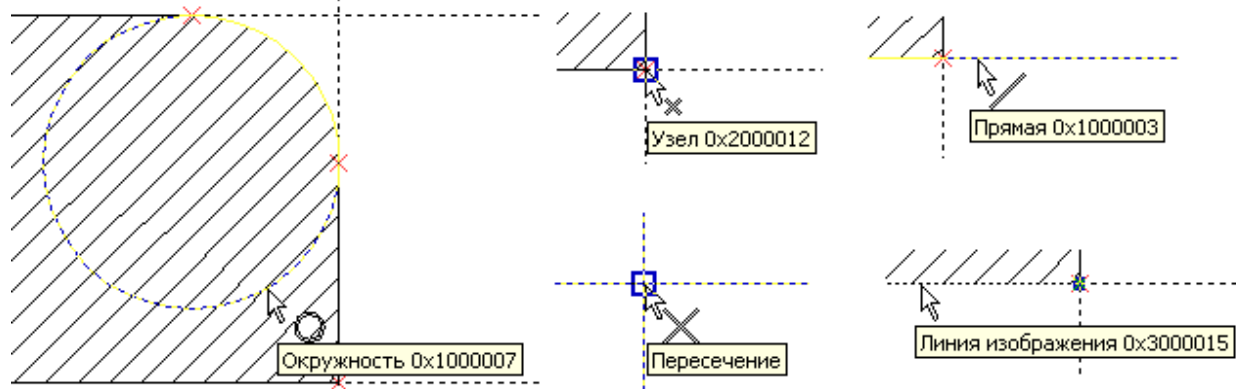 Узел 0x2000012
Прямая 0x1000003
Окружность 0x1000007
Пересечение
Линия изображения 0x3000015